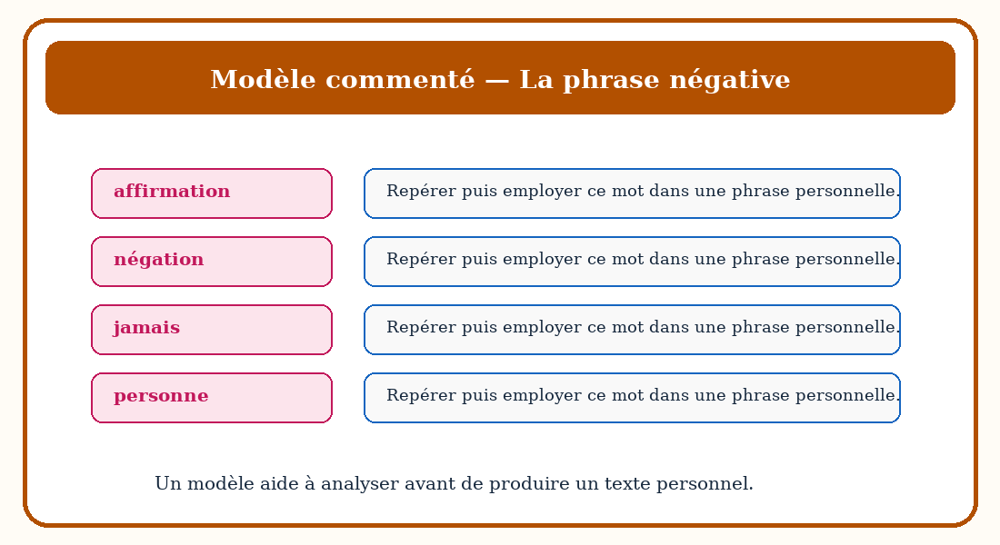 Modèle commenté — La phrase négative
affirmation
Repérer puis employer ce mot dans une phrase personnelle.
négation
Repérer puis employer ce mot dans une phrase personnelle.
jamais
Repérer puis employer ce mot dans une phrase personnelle.
personne
Repérer puis employer ce mot dans une phrase personnelle.
Un modèle aide à analyser avant de produire un texte personnel.